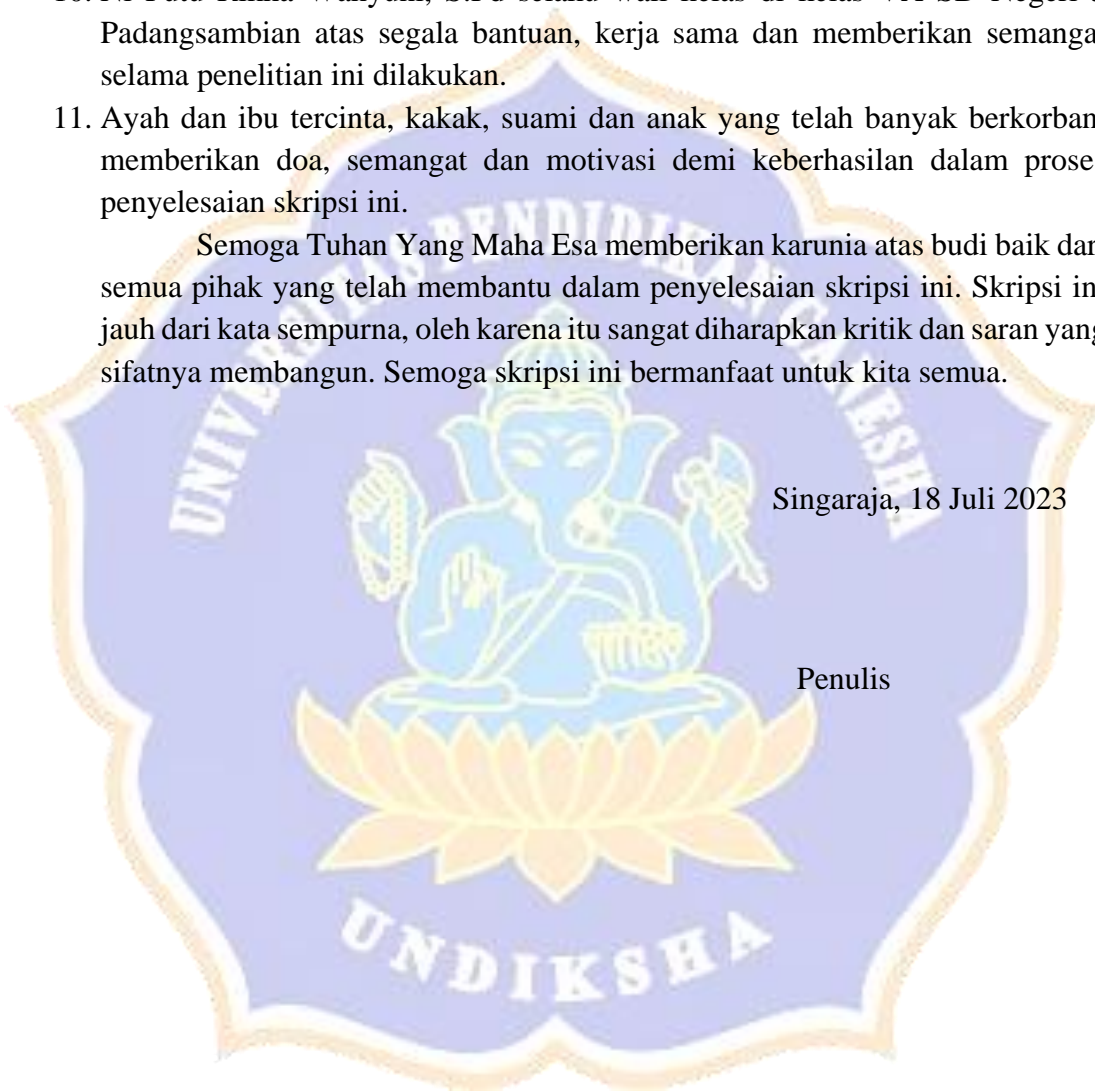 Padangsambian atas segala bantuan, kerja sama dan memberikan
selama penelitian ini dilakukan.
11. Ayah dan ibu tercinta, kakak, suami dan anak yang telah banyak berkorban
memberikan doa, semangat dan motivasi demi keberhasilan dalam
penyelesaian skripsi ini.
Semoga Tuhan Yang Maha Esa memberikan karunia atas budi baik
semua pihak yang telah membantu dalam penyelesaian skripsi ini. Skripsi
jauh dari kata sempurna, oleh karena itu sangat diharapkan kritik dan saran yang
sifatnya membangun. Semoga skripsi ini bermanfaat untuk kita semua.
UNIVERSITAS PENDIDIKAN GANESHA
Singaraja, 18 Juli 2023
Penulis
UNDIKSHA